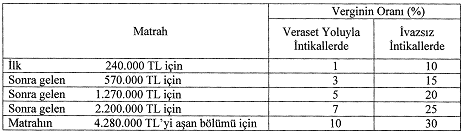 Matrah
Verginin Oranı (%)
Veraset Yoluyla İntikallerde
İvazsız İntikallerde
İlk 240.000 TL için 1 10
Sonra gelen 570.000 TL için 3 15
Sonra gelen 1.270.000 TL için 5 20
Sonra gelen 2.200.000 TL için 7 25
Matrahın 4.280.000 TL'yi aşan bölümü için 10 30